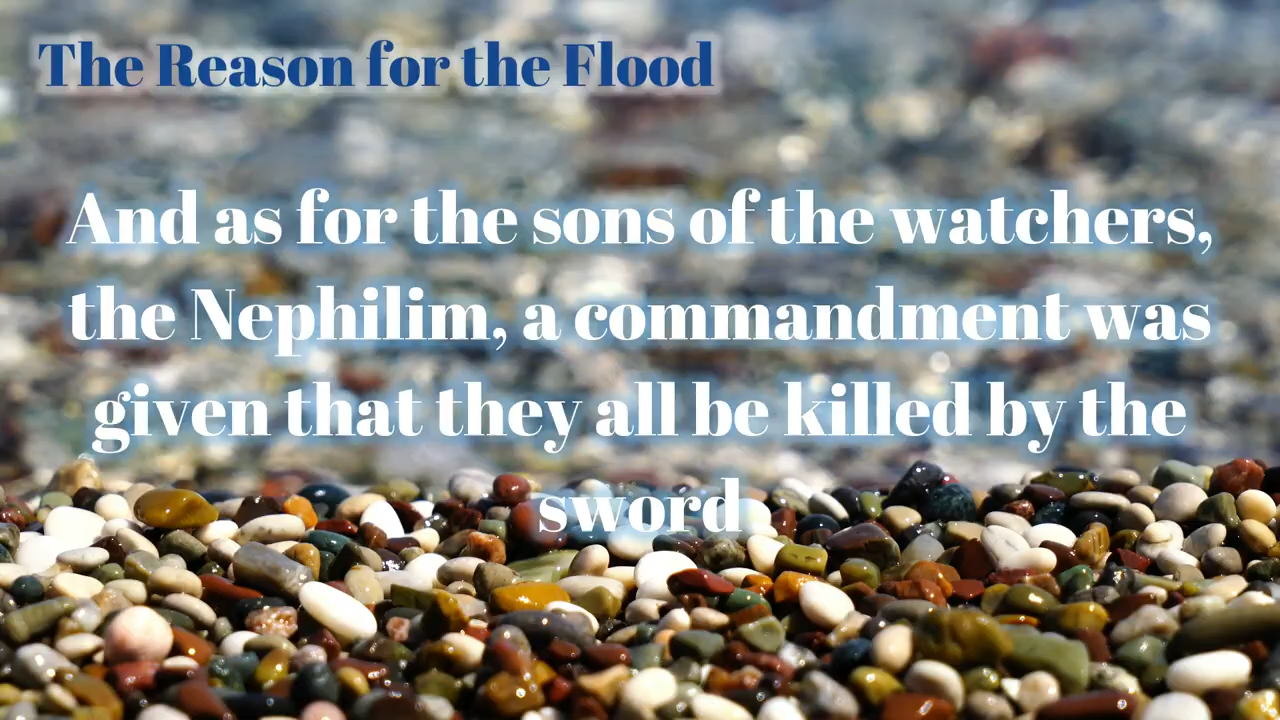 The Reason for the Flood
And as for the sons of the watchers,
the Nephilim, a commandment was
given that they all be killed by the
sword